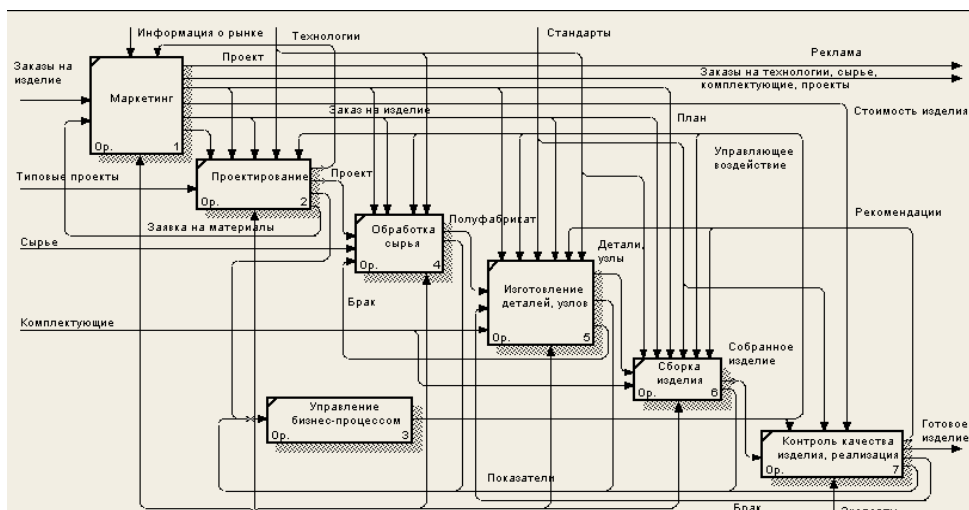 Информация о рынке
Технологии
Стандарты
Заказы на
изделие
Проект
Реклама
Заказы на технологии, сырье,
комплектующие, проекты
Маркетинг
Ор.
1
Заказ на изделие
План
Стоимость изделия
Управляющее
воздействие
Типовые проекты
Проектирование
Ор.
2
Проект
Заявка на материалы
Сырье
Обработка
сырья
Ор.
4
Полуфабрикат
Рекомендации
Детали,
узлы
Брак
Изготовление
деталей, узлов
Ор.
5
Комплектующие
Собранное
изделие
Сборка
изделия
Ор.
6
Управление
бизнес-процессом
Ор.
3
Контроль качества
изделия, реализация
Ор.
7
Готовое
изделие
Показатели
Брак